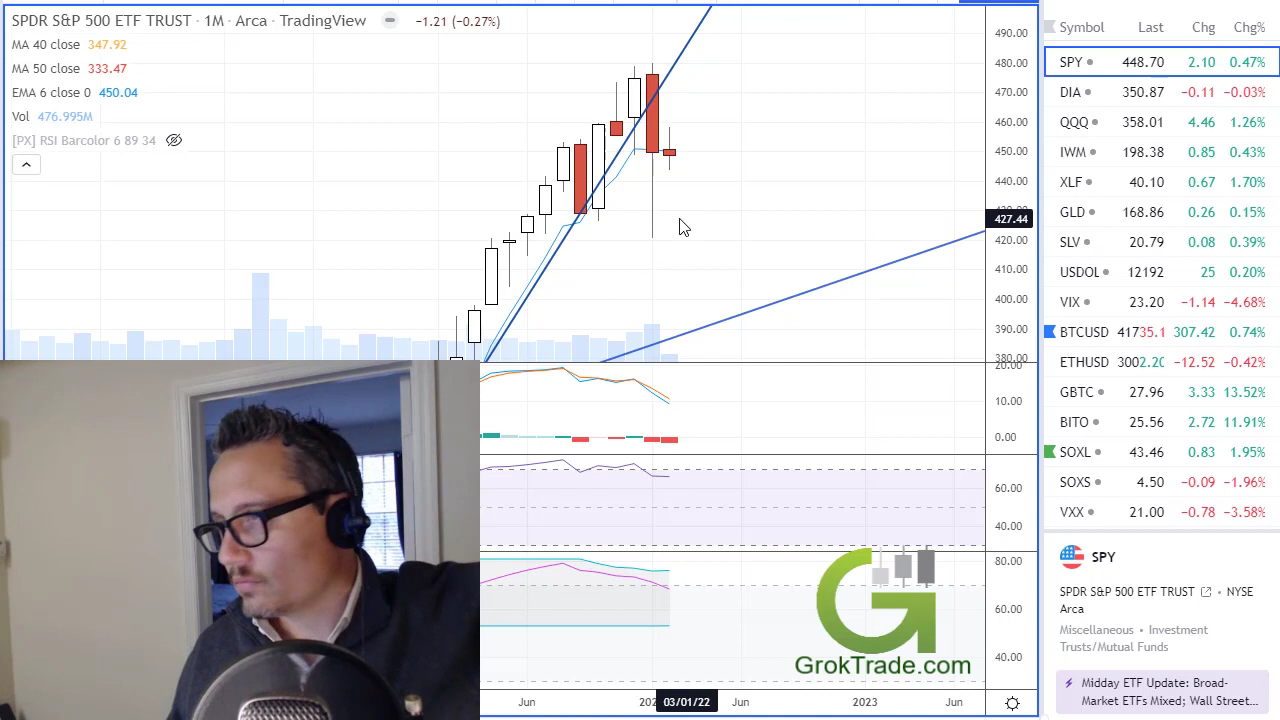 SPDR S&P 500 ETF TRUST · 1M · Arca · TradingView −1.21 (−0.27%)
MA 40 close 347.92
MA 50 close 333.47
EMA 6 close 0 450.04
Vol 476.995M
[PX] RSI Barcolor 6 89 34
490.00
480.00
470.00
460.00
450.00
440.00
427.44
420.00
410.00
400.00
390.00
380.00
20.00
10.00
0.00
60.00
40.00
80.00
60.00
40.00
GrokTrade.com
Jun 202 03/01/22 Jun 2023 Jun
Symbol Last Chg Chg%
SPY 448.70 2.10 0.47%
DIA 350.87 −0.11 −0.03%
QQQ 358.01 4.46 1.26%
IWM 198.38 0.85 0.43%
XLF 40.10 0.67 1.70%
GLD 168.86 0.26 0.15%
SLV 20.79 0.08 0.39%
USDOL 12192 25 0.20%
VIX 23.20 −1.14 −4.68%
BTCUSD 41735.1 307.42 0.74%
ETHUSD 3002.20 −12.52 −0.42%
GBTC 27.96 3.33 13.52%
BITO 25.56 2.72 11.91%
SOXL 43.46 0.83 1.95%
SOXS 4.50 −0.09 −1.96%
VXX 21.00 −0.78 −3.58%
SPY
SPDR S&P 500 ETF TRUST · NYSE
Arca
Miscellaneous · Investment
Trusts/Mutual Funds
Midday ETF Update: Broad-
Market ETFs Mixed; Wall Street...